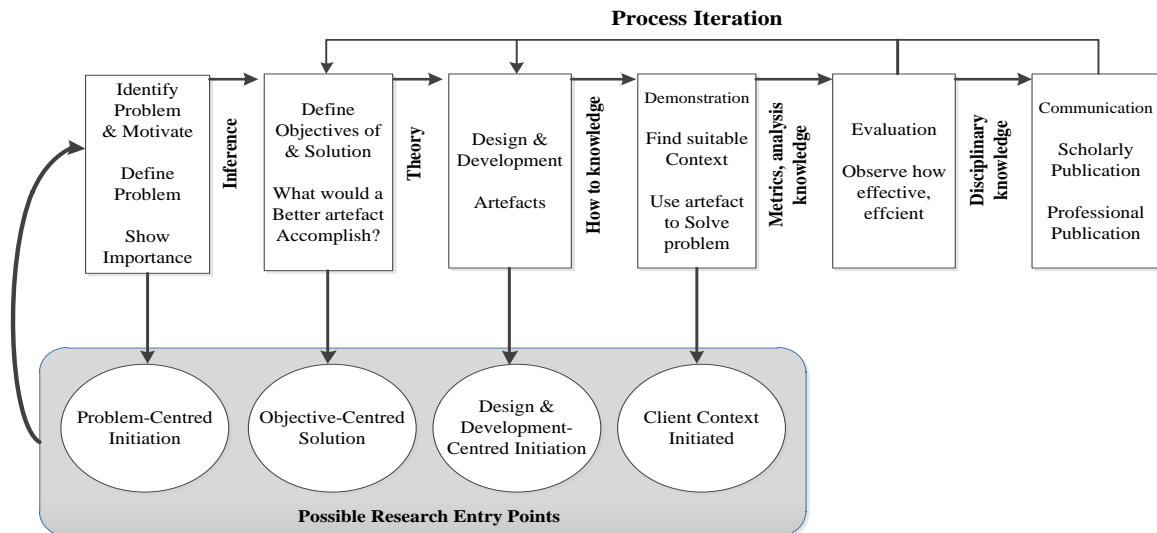 Process Iteration
Identify
Problem
& Motivate
Define
Problem
Show
Importance
Inference
Define
Objectives of
& Solution
What would a
Better artefact
Accomplish?
Theory
Design &
Development
Artefacts
How to knowledge
Demonstration
Find suitable
Context
Use artefact
to Solve
problem
Metrics, analysis
knowledge
Evaluation
Observe how
effective,
effcient
Disciplinary
knowledge
Communication
Scholarly
Publication
Professional
Publication
Problem-Centred
Initiation
Objective-Centred
Solution
Design &
Development-
Centred Initiation
Client Context
Initiated
Possible Research Entry Points